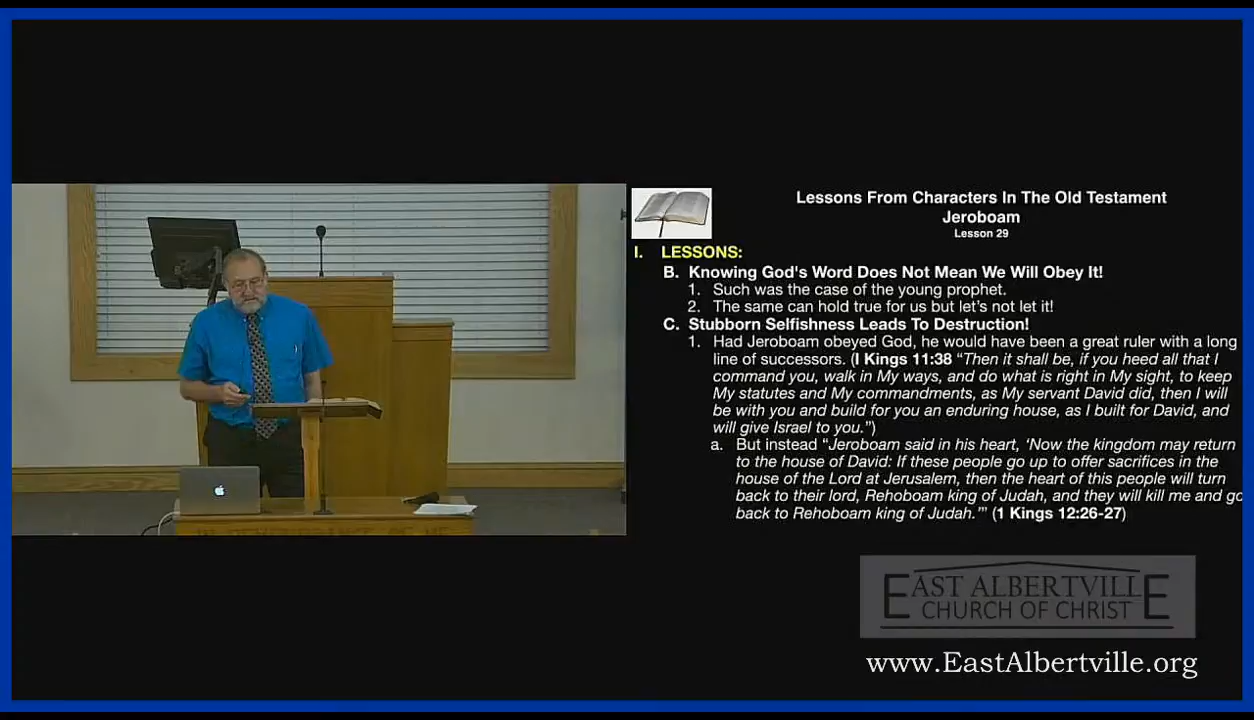 Lessons From Characters In The Old Testament
Jeroboam
Lesson 29
I. LESSONS:
B. Knowing God's Word Does Not Mean We Will Obey It!
1. Such was the case of the young prophet.
2. The same can hold true for us but let's not let it!
C. Stubborn Selfishness Leads To Destruction!
1. Had Jeroboam obeyed God, he would have been a great ruler with a long
line of successors. (I Kings 11:38 "Then it shall be, if you heed all that I
command you, walk in My ways, and do what is right in My sight, to keep
My statutes and My commandments, as My servant David did, then I will
be with you and build for you an enduring house, as I built for David, and
will give Israel to you.")
a. But instead "Jeroboam said in his heart, 'Now the kingdom may return
to the house of David: If these people go up to offer sacrifices in the
house of the Lord at Jerusalem, then the heart of this people will turn
back to their lord, Rehoboam king of Judah, and they will kill me and go
back to Rehoboam king of Judah.'" (1 Kings 12:26-27)
IN REMEMBRANCE OF ME
EAST ALBERTVILLE
CHURCH OF CHRIST
www.EastAlbertville.org